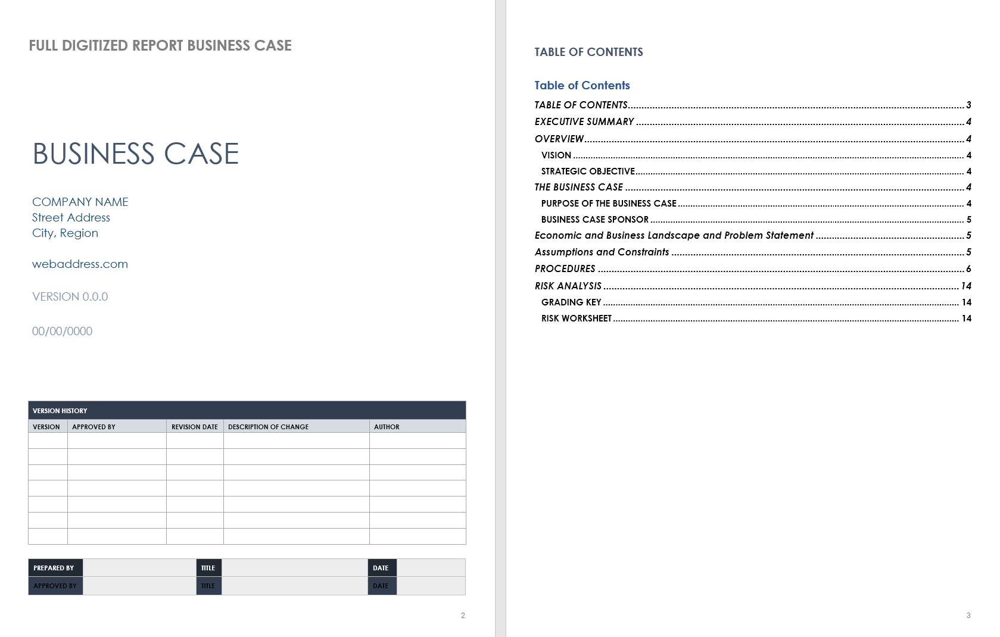 FULL DIGITIZED REPORT BUSINESS CASE
BUSINESS CASE
COMPANY NAME
Street Address
City, Region
webaddress.com
VERSION 0.0.0
00/00/0000
VERSION HISTORY
VERSION APPROVED BY REVISION DATE DESCRIPTION OF CHANGE AUTHOR
PREPARED BY TITLE DATE
APPROVED BY TITLE DATE
2
TABLE OF CONTENTS
Table of Contents
TABLE OF CONTENTS 3
EXECUTIVE SUMMARY 4
OVERVIEW 4
VISION 4
STRATEGIC OBJECTIVE 4
THE BUSINESS CASE 4
PURPOSE OF THE BUSINESS CASE 4
BUSINESS CASE SPONSOR 5
Economic and Business Landscape and Problem Statement 5
Assumptions and Constraints 5
PROCEDURES 6
RISK ANALYSIS 14
GRADING KEY 14
RISK WORKSHEET 14
3